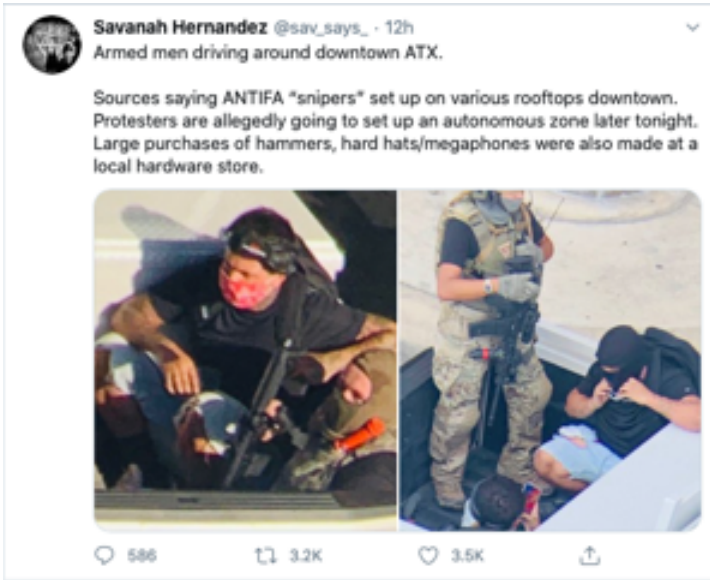 Savanah Hernandez @sav_says_ · 12h
Armed men driving around downtown ATX.
Sources saying ANTIFA "snipers" set up on various rooftops downtown.
Protesters are allegedly going to set up an autonomous zone later tonight.
Large purchases of hammers, hard hats/megaphones were also made at a
local hardware store.
586 3.2K 3.5K